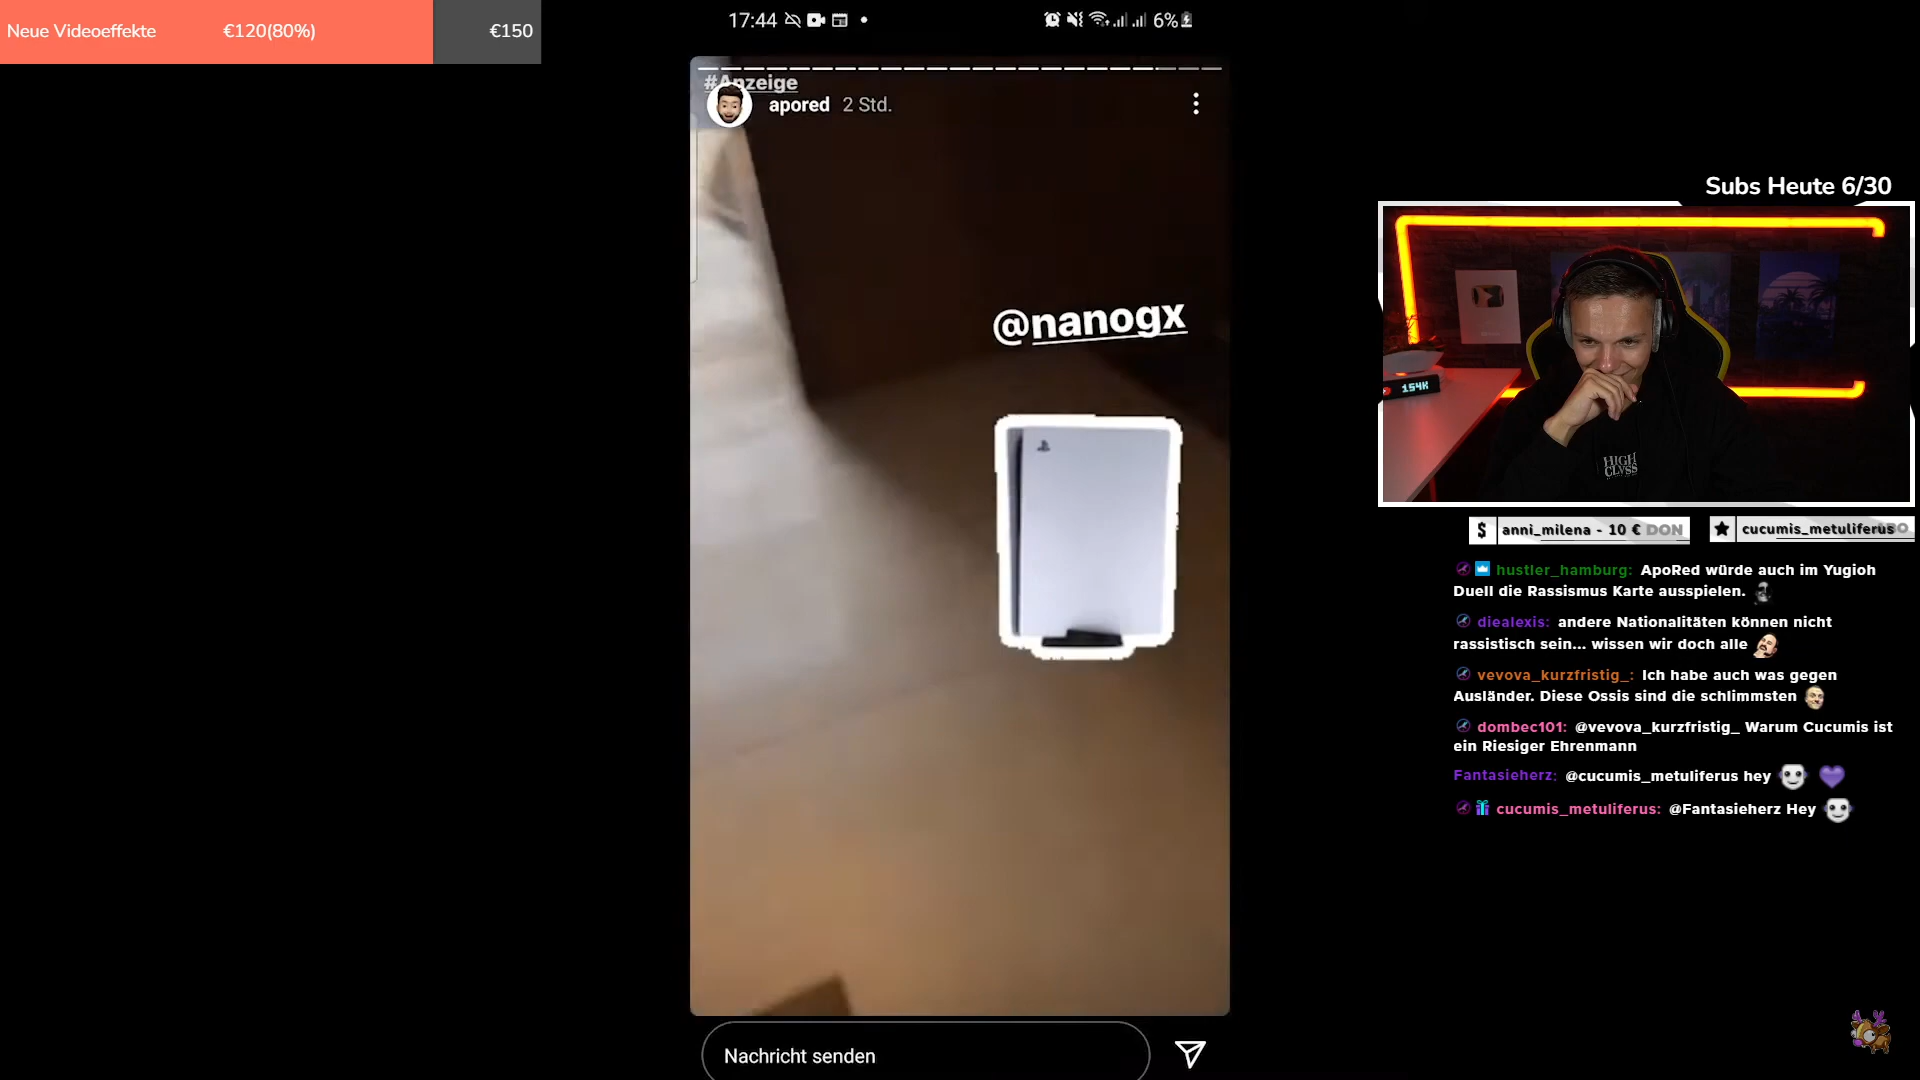 Neue Videoeffekte €120(80%) €150
17:44 6%
#Anzeige
apored 2 Std.
@nanogx
Nachricht senden
Subs Heute 6/30
154K
HIGH
CLVSS
$ anni_milena - 10 € DON
cucumis_metuliferus
hustler_hamburg: ApoRed würde auch im Yugioh
Duell die Rassismus Karte ausspielen.
diealexis: andere Nationalitäten können nicht
rassistisch sein... wissen wir doch alle
vevova_kurzfristig_: Ich habe auch was gegen
Ausländer. Diese Ossis sind die schlimmsten
dombec101: @vevova_kurzfristig_ Warum Cucumis ist
ein Riesiger Ehrenmann
Fantasieherz: @cucumis_metuliferus hey
cucumis_metuliferus: @Fantasieherz Hey